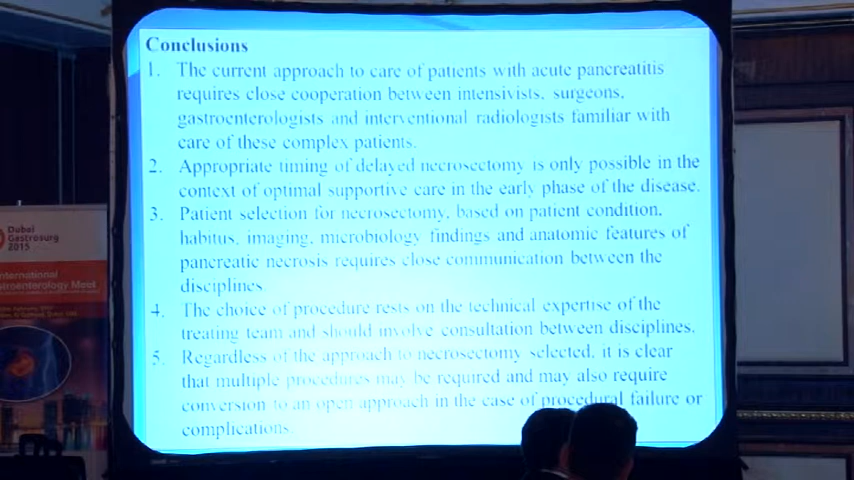 Conclusions
1. The current approach to care of patients with acute pancreatitis
requires close cooperation between intensivists, surgeons,
gastroenterologists and interventional radiologists familiar with
care of these complex patients.
2. Appropriate timing of delayed necrosectomy is only possible in the
context of optimal supportive care in the early phase of the disease.
3. Patient selection for necrosectomy, based on patient condition,
habitus, imaging, microbiology findings and anatomic features of
pancreatic necrosis requires close communication between the
disciplines
4. The choice of procedure rests on the technical expertise of the
treating team and should involve consultation between disciplines.
5. Regardless of the approach to necrosectomy selected, it is clear
that multiple procedures may be required and may also require
conversion to an open approach in the case of procedural failure or
complications.
Dubai
Gastrosurg
2015
International
Gastroenterology Meet